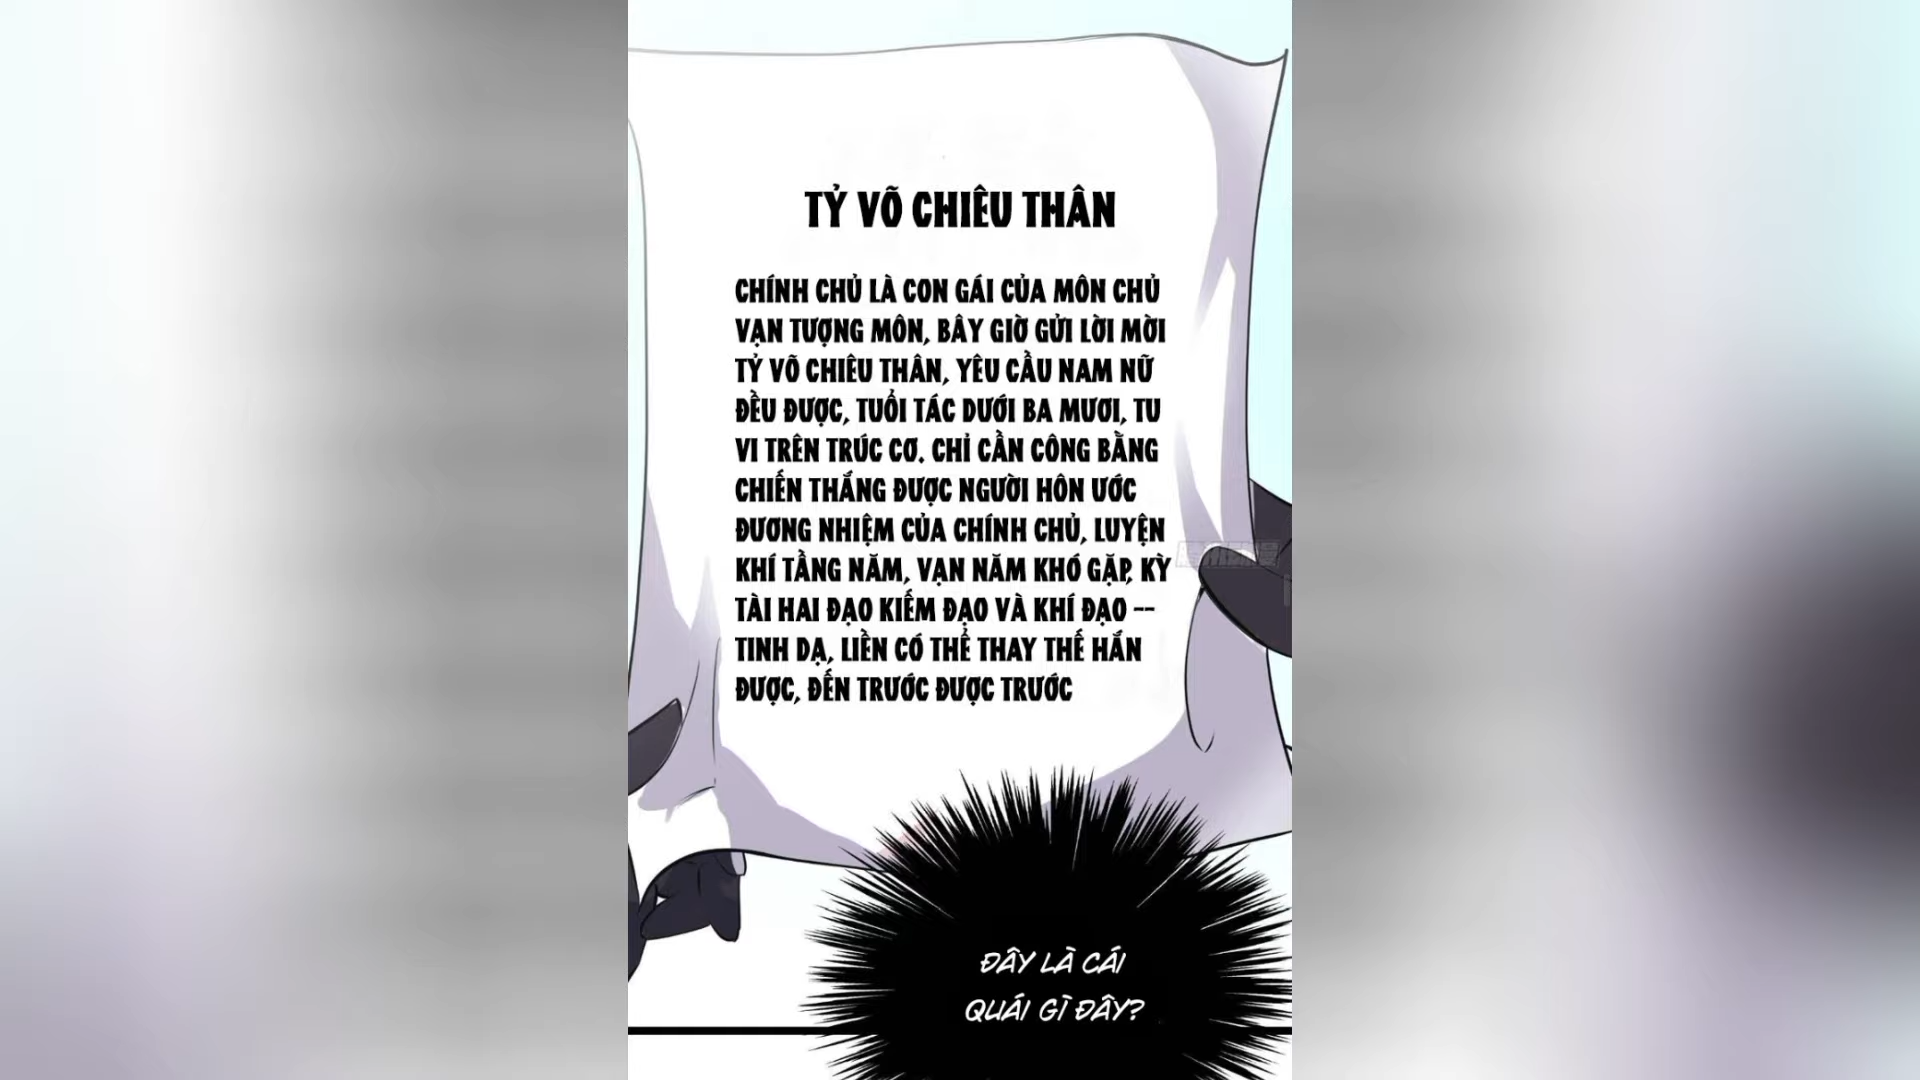 TỶ VÕ CHIÊU THÂN
CHÍNH CHỦ LÀ CON GÁI CỦA MÔN CHỦ
VẠN TƯỢNG MÔN, BÂY GIỜ GỬI LỜI MỜI
TỶ VÕ CHIÊU THÂN, YÊU CẦU NAM NỮ
ĐỀU ĐƯỢC, TUỔI TÁC DƯỚI BA MƯƠI, TU
VI TRÊN TRÚC CƠ. CHỈ CẦN CÔNG BẰNG
CHIẾN THẮNG ĐƯỢC NGƯỜI HÔN ƯỚC
ĐƯƠNG NHIỆM CỦA CHÍNH CHỦ, LUYỆN
KHÍ TẦNG NĂM, VẠN NĂM KHÓ GẶP, KỲ
TÀI HAI ĐẠO KIẾM ĐẠO VÀ KHÍ ĐẠO --
TINH DẠ, LIỀN CÓ THỂ THAY THẾ HẮN
ĐƯỢC, ĐẾN TRƯỚC ĐƯỢC TRƯỚC
ĐÂY LÀ CÁI
QUÁI GÌ ĐÂY?